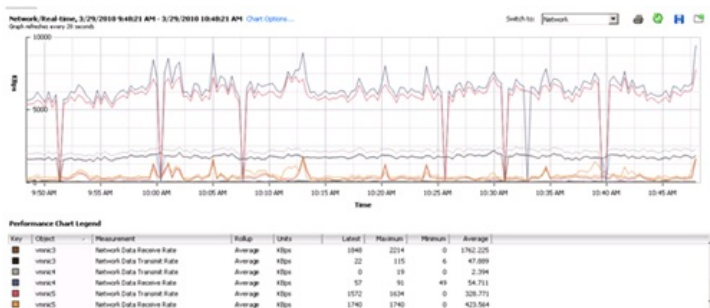 Network/Real-time, 3/29/2010 9:48:21 AM - 3/29/2010 10:48:21 AM Chart Options...
Graph refreshes every 20 seconds
Switch to: Network
10000
KBps
5000
0
9:50 AM 9:55 AM 10:00 AM 10:05 AM 10:10 AM 10:15 AM 10:20 AM 10:25 AM 10:30 AM 10:35 AM 10:40 AM 10:45 AM
Time
Performance Chart Legend
Key Object Measurement Rollup Units Latest Maximum Minimum Average
vmnic3 Network Data Receive Rate Average KBps 1848 2214 0 1762.225
vmnic3 Network Data Transmit Rate Average KBps 22 115 6 47.889
vmnic4 Network Data Transmit Rate Average KBps 0 19 0 2.394
vmnic4 Network Data Receive Rate Average KBps 57 91 49 54.711
vmnic5 Network Data Transmit Rate Average KBps 1572 1634 0 328.771
vmnic5 Network Data Receive Rate Average KBps 1740 1740 0 423.564